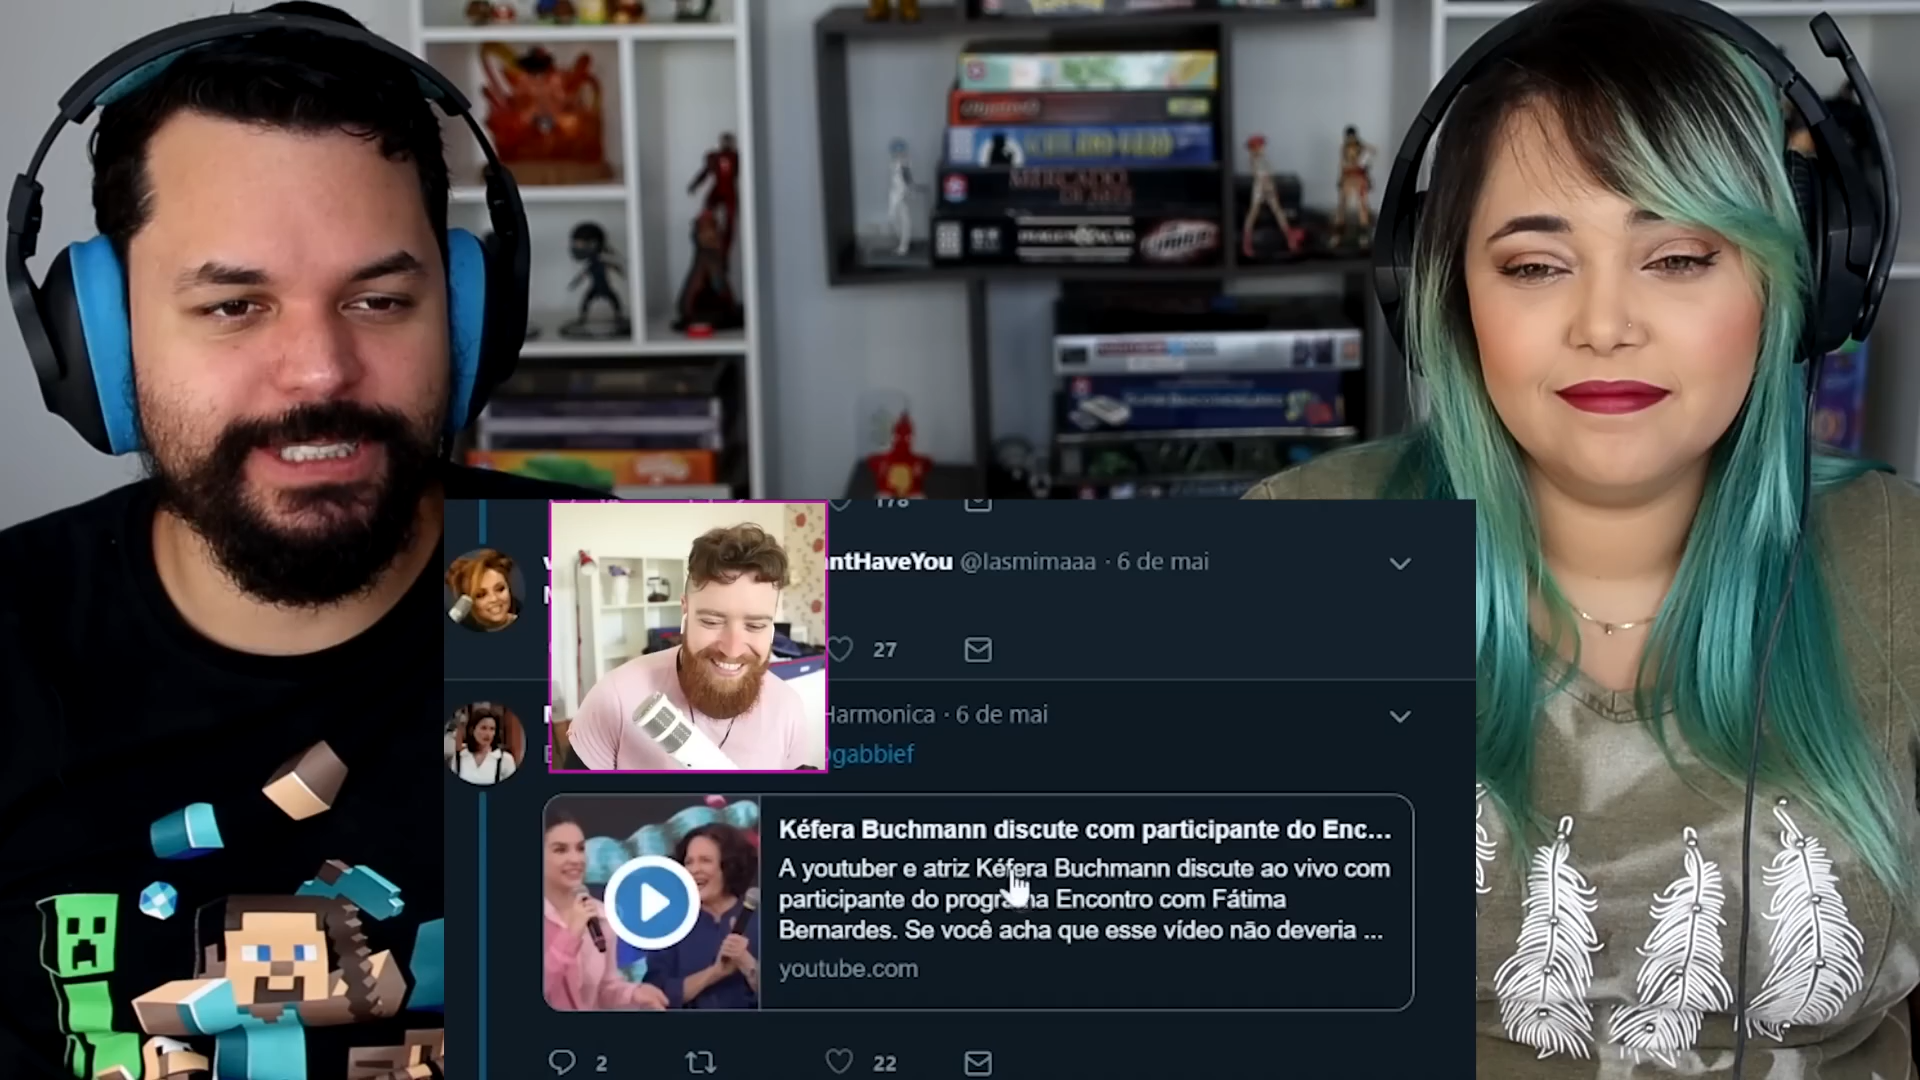 178
antHaveYou @lasmimaaa · 6 de mai
27
Harmonica · 6 de mai
gabbief
Kéfera Buchmann discute com participante do Enc...
A youtuber e atriz Kéfera Buchmann discute ao vivo com
participante do programa Encontro com Fátima
Bernardes. Se você acha que esse vídeo não deveria ...
youtube.com
2
22